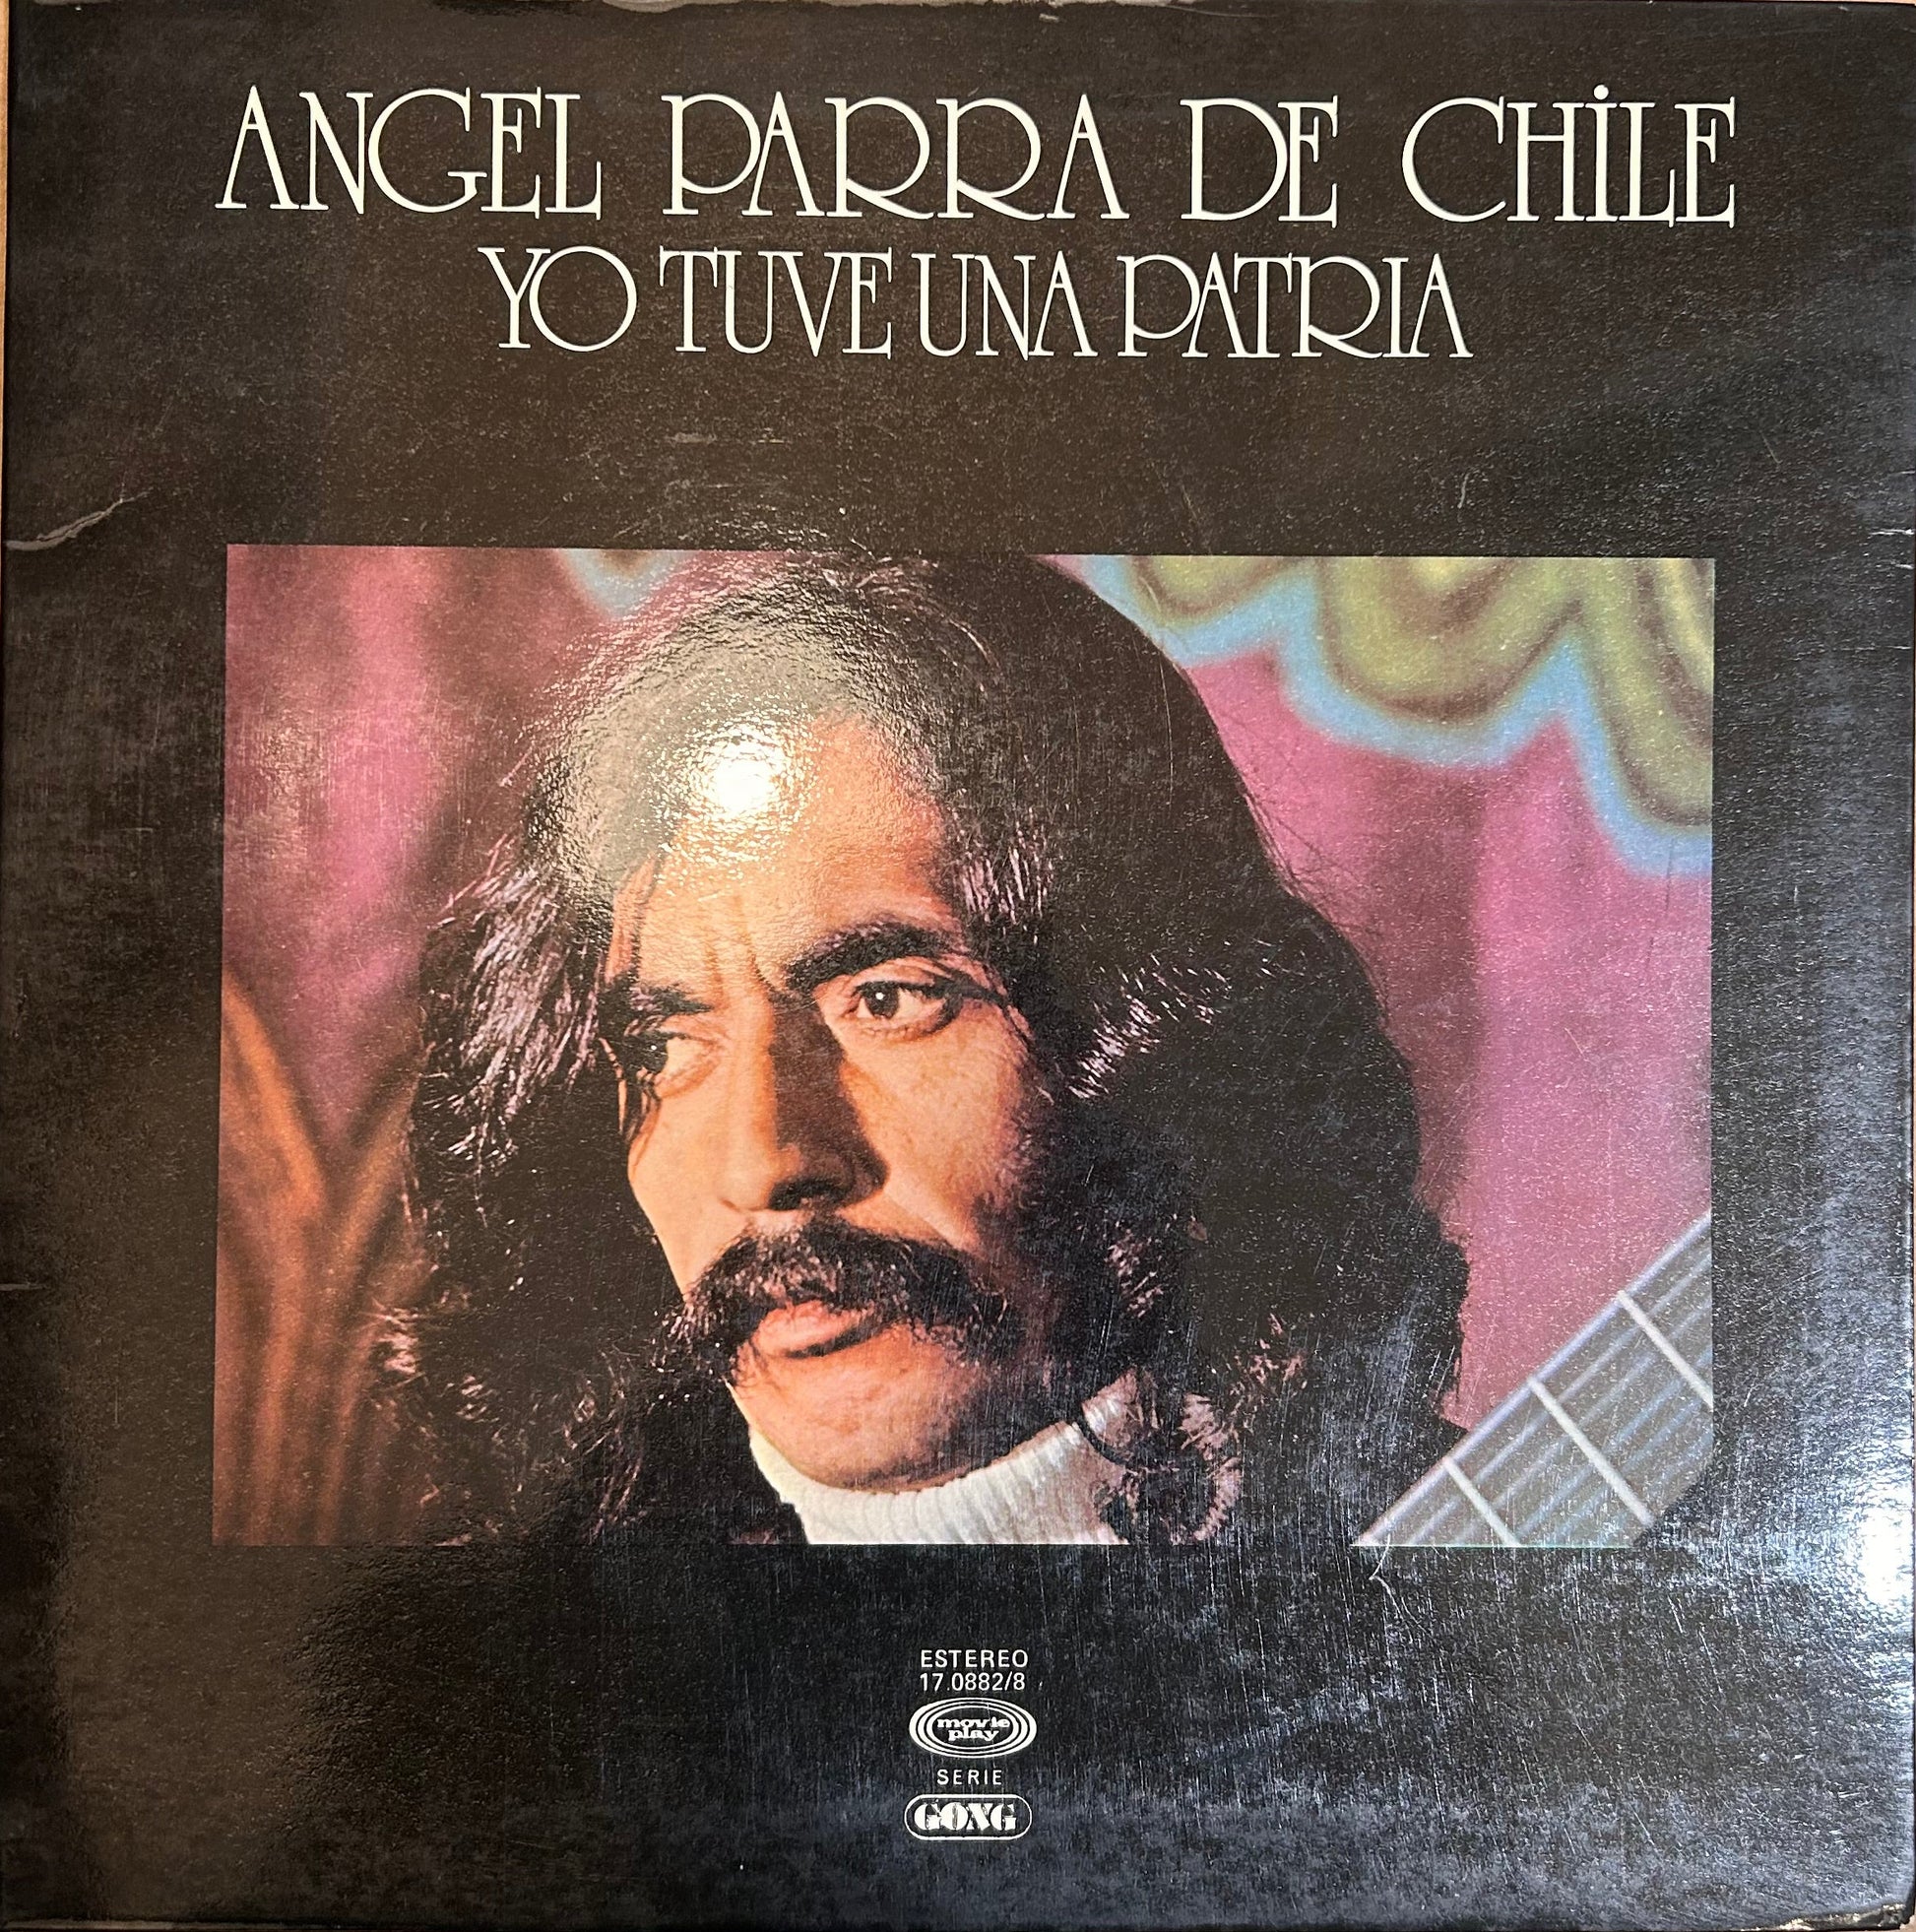 ANGEL PARRA DE CHiLE
YO TUVE UNA PATRIA
ESTEREO
17.0882/8
movie
play
SERIE
GONG